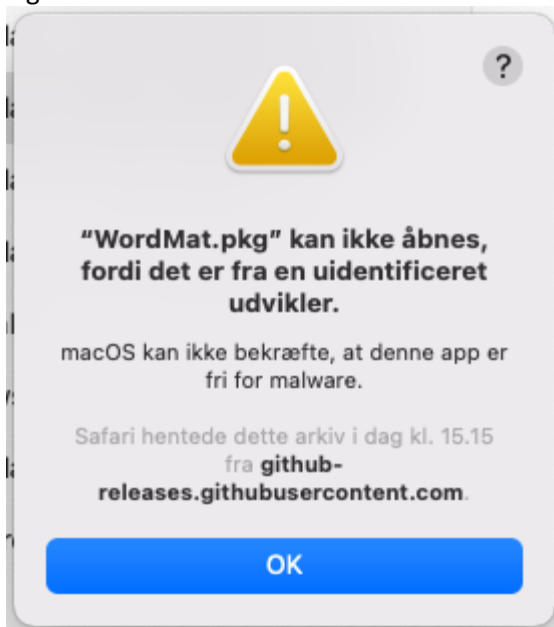 ?
“WordMat.pkg” kan ikke åbnes,
fordi det er fra en uidentificeret
udvikler.
macOS kan ikke bekræfte, at denne app er
fri for malware.
Safari hentede dette arkiv i dag kl. 15.15
fra github-
releases.githubusercontent.com.
OK